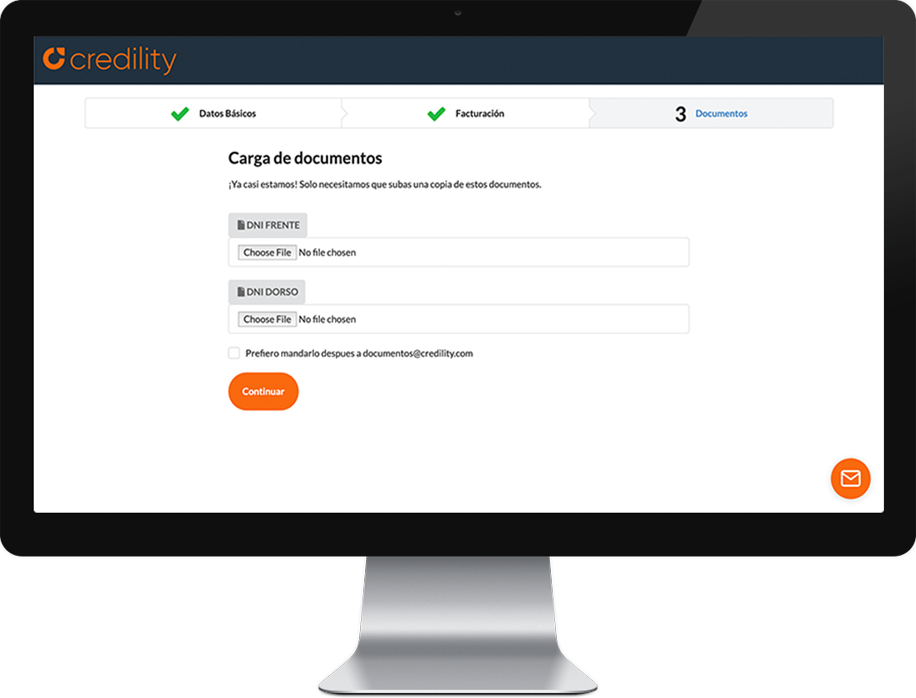 credility
Datos Básicos
Facturación
3 Documentos
Carga de documentos
¡Ya casi estamos! Solo necesitamos que subas una copia de estos documentos.
DNI FRENTE
Choose File No file chosen
DNI DORSO
Choose File No file chosen
Prefiero mandarlo despues a documentos@credility.com
Continuar